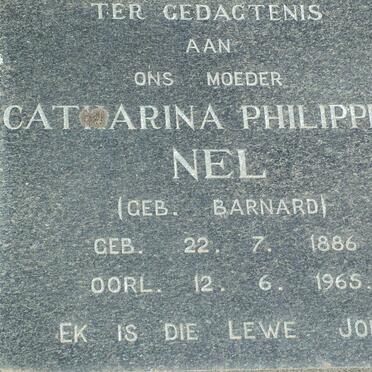 TER GEDAGTENIS
AAN
ONS MOEDER
CATHARINA
NEL
(GEB. BARNARD)
GEB. 22. 7. 1886
OORL. 12. 6. 1965.
EK IS DIE LEWE